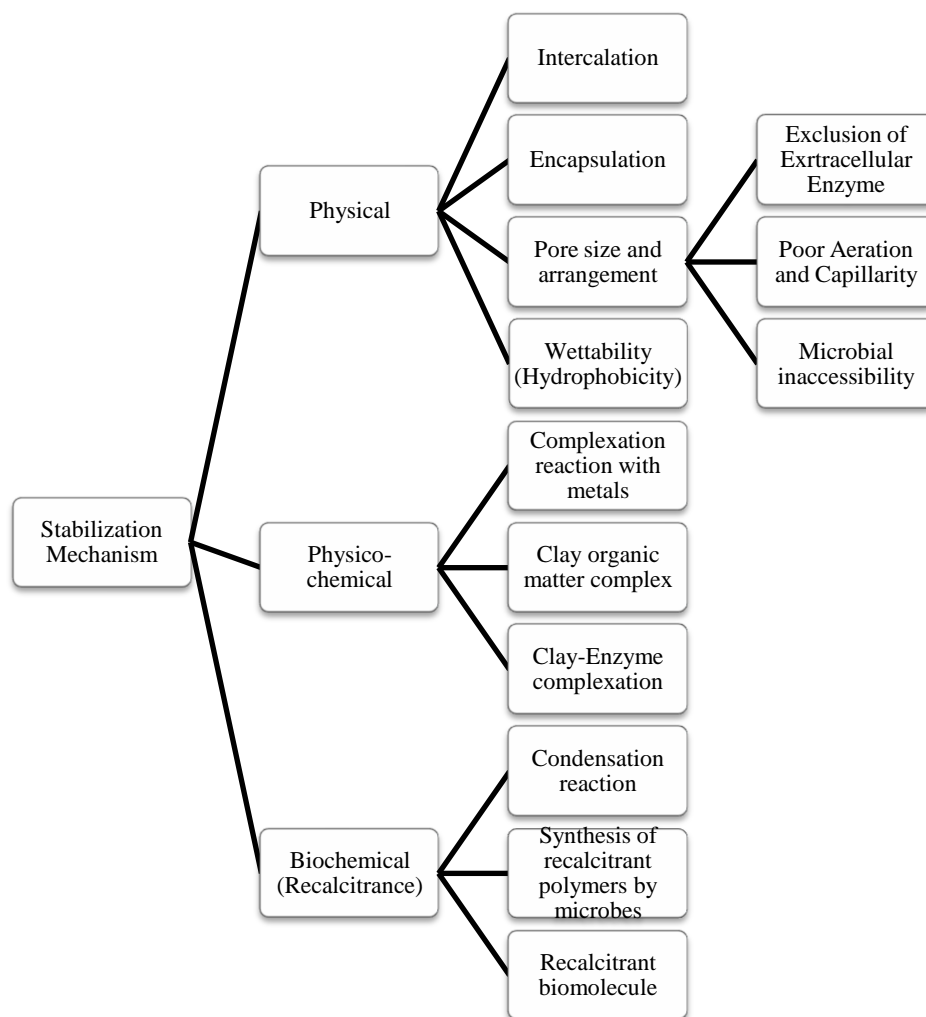 Stabilization
Mechanism
Physical
Intercalation
Encapsulation
Pore size and
arrangement
Exclusion of
Exrtracellular
Enzyme
Poor Aeration
and Capillarity
Microbial
inaccessibility
Wettability
(Hydrophobicity)
Physico-
chemical
Complexation
reaction with
metals
Clay organic
matter complex
Clay-Enzyme
complexation
Biochemical
(Recalcitrance)
Condensation
reaction
Synthesis of
recalcitrant
polymers by
microbes
Recalcitrant
biomolecule